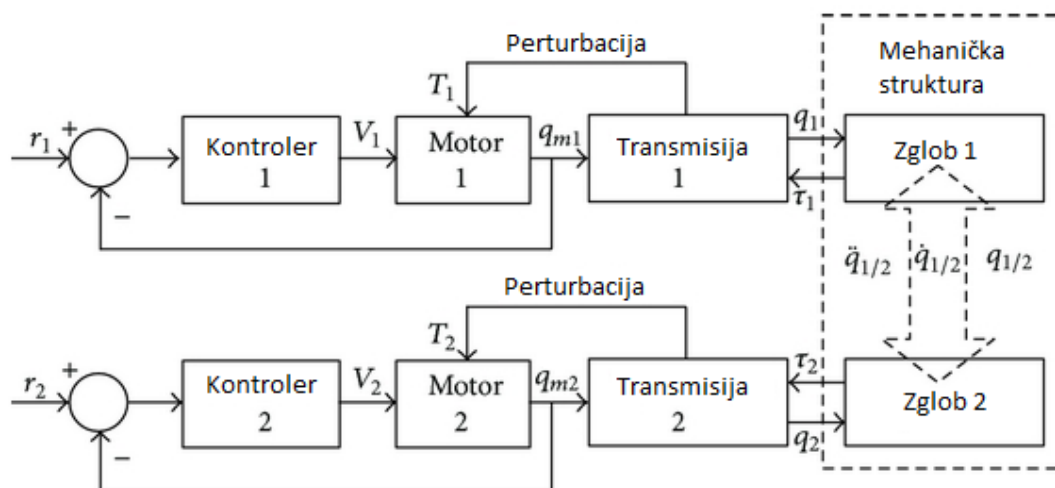 Perturbacija
Mehanička
struktura
T₁
r₁
+
−
Kontroler
1
V₁
Motor
1
qₘ₁
Transmisija
1
q₁
τ₁
Zglob 1
q̈₁/₂ q̇₁/₂ q₁/₂
Perturbacija
T₂
r₂
+
−
Kontroler
2
V₂
Motor
2
qₘ₂
Transmisija
2
τ₂
q₂
Zglob 2